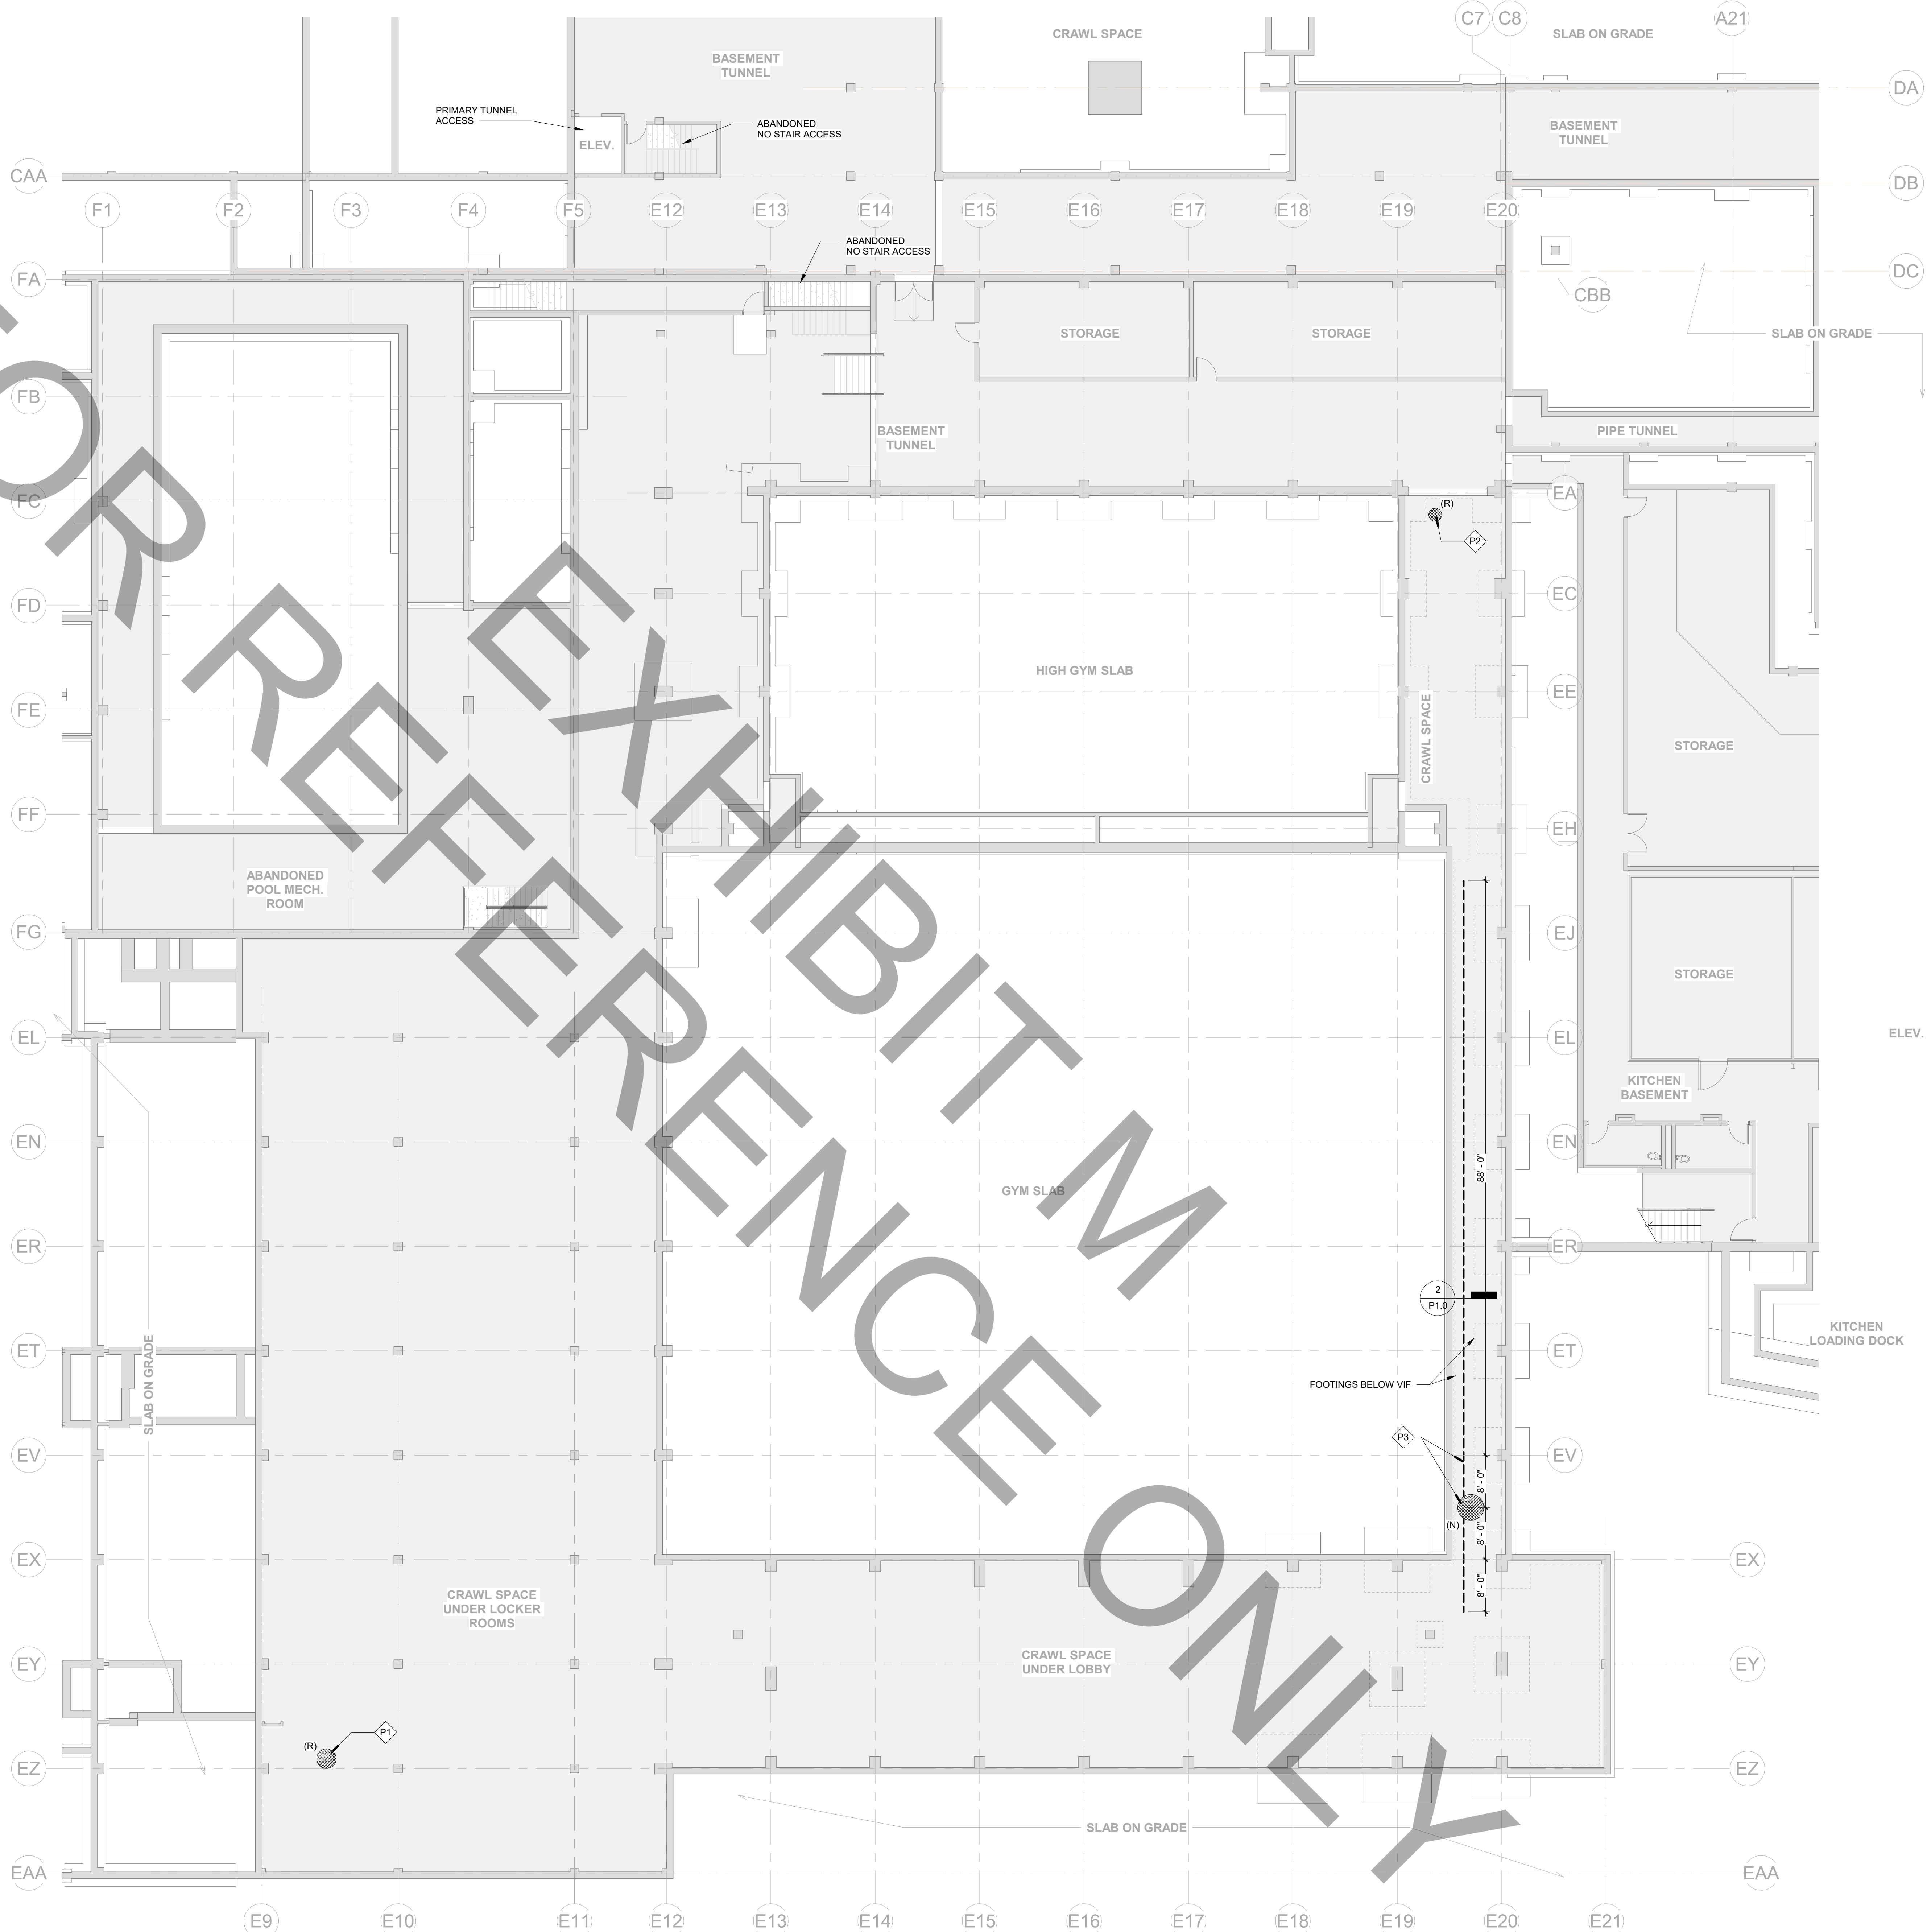 C7
C8
A21
CRAWL SPACE
SLAB ON GRADE
BASEMENT
TUNNEL
DA
PRIMARY TUNNEL
ACCESS
ABANDONED
NO STAIR ACCESS
ELEV.
BASEMENT
TUNNEL
CAA
DB
F1
F2
F3
F4
F5
E12
E13
E14
E15
E16
E17
E18
E19
E20
ABANDONED
NO STAIR ACCESS
FA
DC
CBB
STORAGE
STORAGE
SLAB ON GRADE
FB
BASEMENT
TUNNEL
PIPE TUNNEL
FC
EA
(R)
P2
FD
EC
HIGH GYM SLAB
EE
FE
CRAWL SPACE
STORAGE
FF
EH
ABANDONED
POOL MECH.
ROOM
FG
EJ
STORAGE
EL
EL
ELEV.
KITCHEN
BASEMENT
EN
EN
88' - 0"
GYM SLAB
ER
ER
2
P1.0
KITCHEN
LOADING DOCK
ET
ET
SLAB ON GRADE
FOOTINGS BELOW VIF
P3
EV
EV
8' - 0"
(N)
8' - 0"
EX
EX
8' - 0"
CRAWL SPACE
UNDER LOCKER
ROOMS
CRAWL SPACE
UNDER LOBBY
EY
EY
P1
(R)
EZ
EZ
SLAB ON GRADE
EAA
EAA
E9
E10
E11
E12
E13
E14
E15
E16
E17
E18
E19
E20
E21
EXHIBIT M
OR REFERENCE ONLY